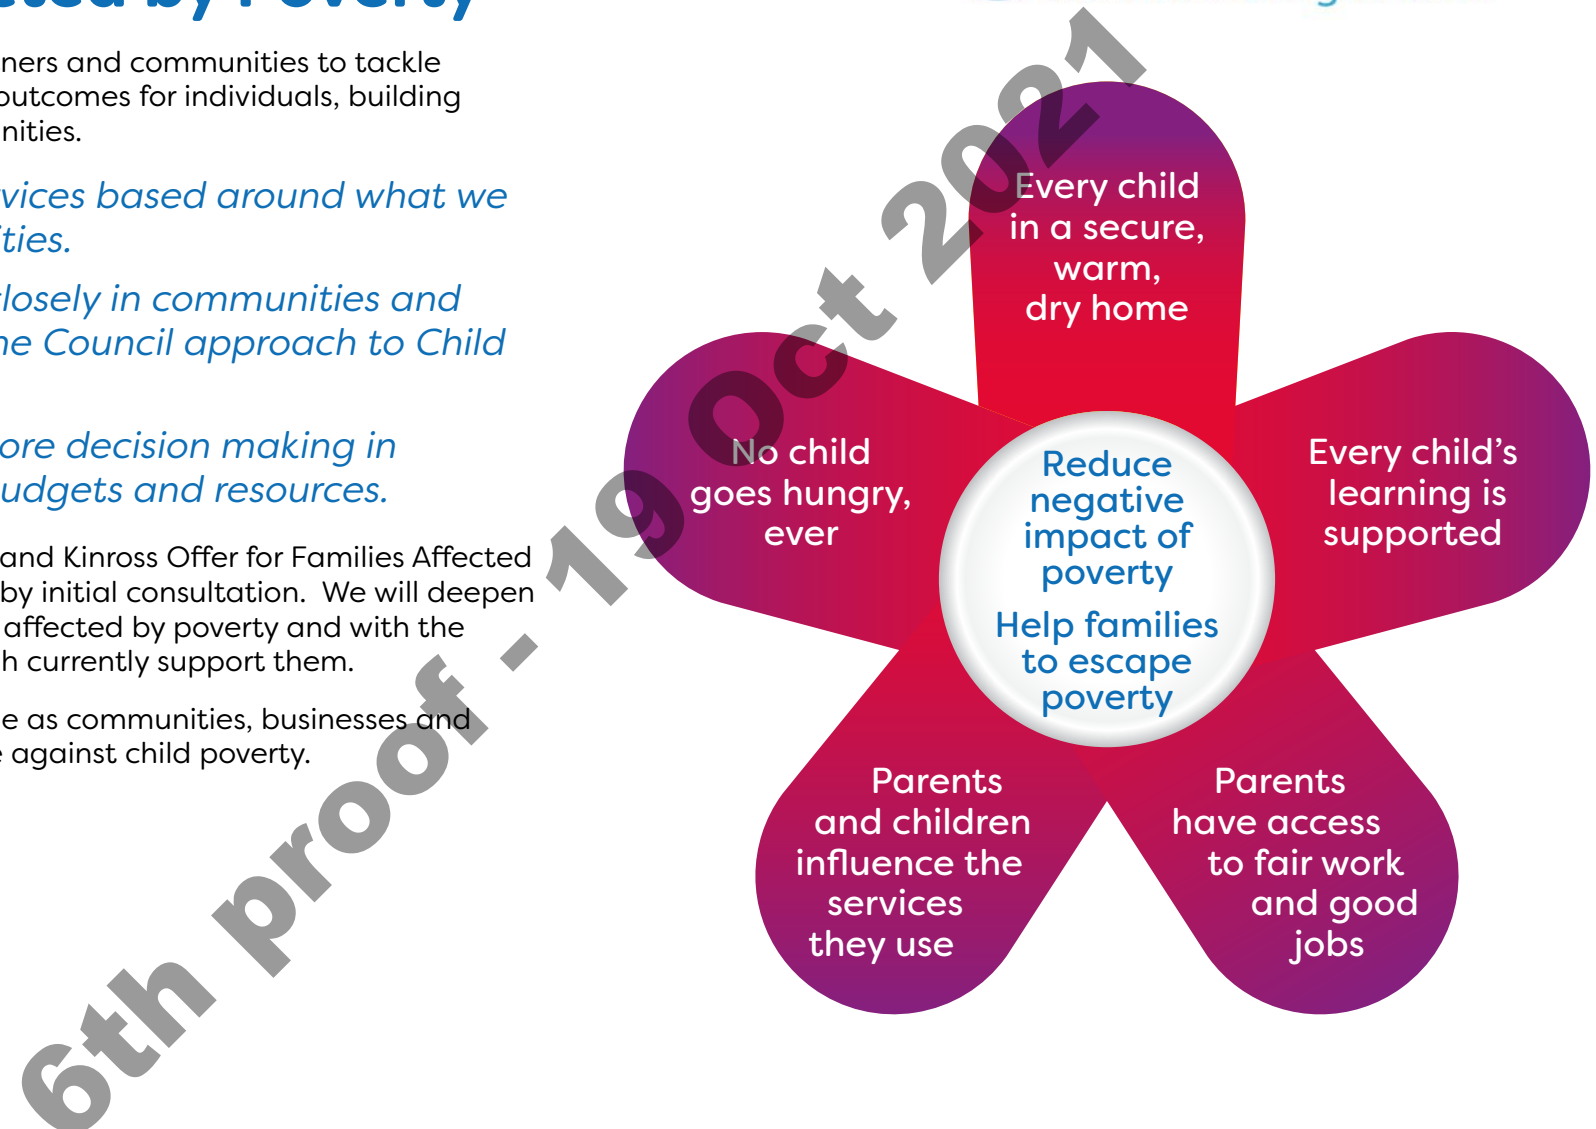 by Poverty
ners and communities to tackle
outcomes for individuals, building
nities.
vices based around what we
ities.
closely in communities and
ne Council approach to Child
ore decision making in
udgets and resources.
and Kinross Offer for Families Affected
by initial consultation.  We will deepen
affected by poverty and with the
h currently support them.
e as communities, businesses and
e against child poverty.
Every child
in a secure,
warm,
dry home
No child
goes hungry,
ever
Reduce
negative
impact of
poverty
Help families
to escape
poverty
Every child’s
learning is
supported
Parents
and children
influence the
services
they use
Parents
have access
to fair work
and good
jobs
6th proof - 19 Oct 2021